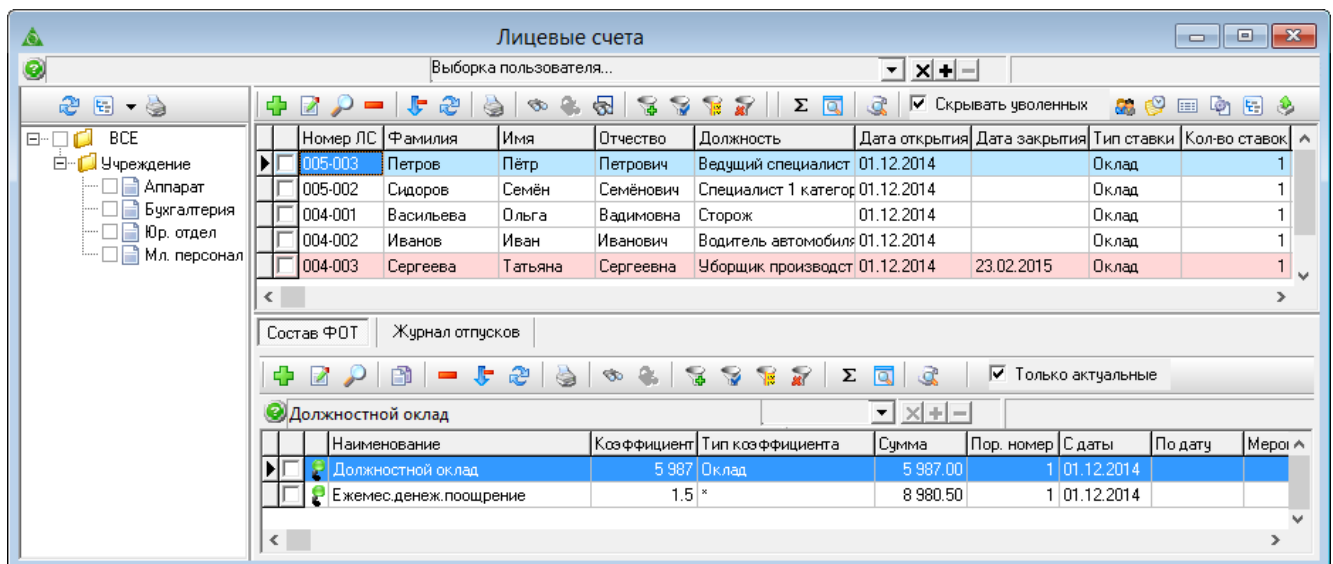 Лицевые счета
Выборка пользователя...
Σ Скрывать уволенных
ВСЕ
Учреждение
Аппарат
Бухгалтерия
Юр. отдел
Мл. персонал
Номер ЛС Фамилия Имя Отчество Должность Дата открытия Дата закрытия Тип ставки Кол-во ставок
005-003 Петров Пётр Петрович Ведущий специалист 01.12.2014 Оклад 1
005-002 Сидоров Семён Семёнович Специалист 1 категор 01.12.2014 Оклад 1
004-001 Васильева Ольга Вадимовна Сторож 01.12.2014 Оклад 1
004-002 Иванов Иван Иванович Водитель автомобиля 01.12.2014 Оклад 1
004-003 Сергеева Татьяна Сергеевна Уборщик производст 01.12.2014 23.02.2015 Оклад 1
Состав ФОТ Журнал отпусков
Σ Только актуальные
Должностной оклад
Наименование Коэффициент Тип коэффициента Сумма Пор. номер С даты По дату Меро
Должностной оклад 5 987 Оклад 5 987.00 1 01.12.2014
Ежемес.денеж.поощрение 1.5 * 8 980.50 1 01.12.2014